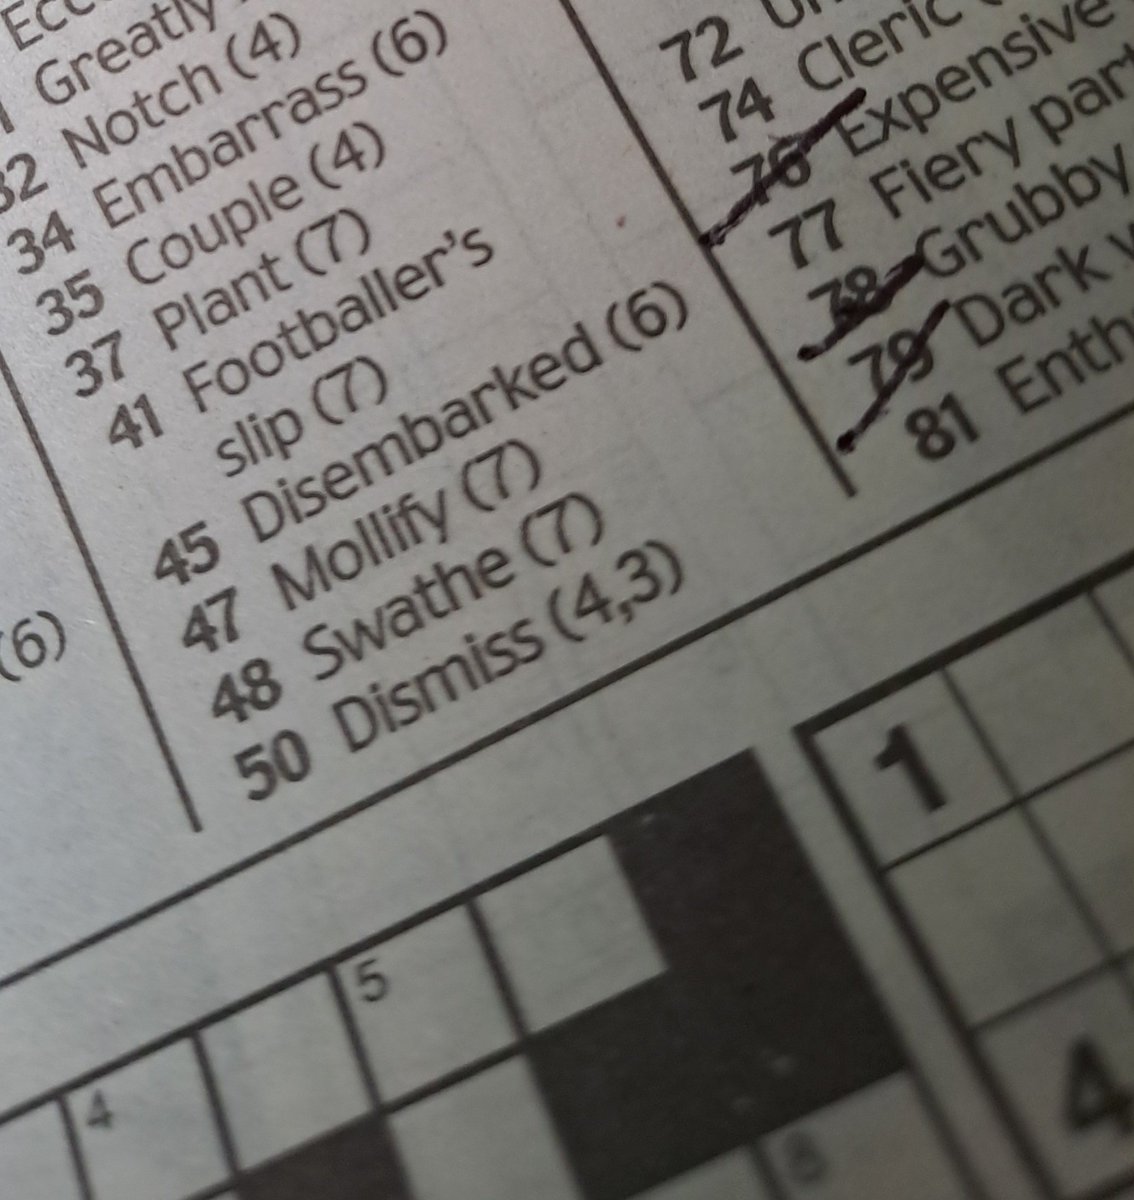 Greatly
32 Notch (4)
34 Embarrass (6)
35 Couple (4)
37 Plant (7)
41 Footballer's
slip (7)
45 Disembarked (6)
47 Mollify (7)
48 Swathe (7)
50 Dismiss (4,3)
(6)
72
74 Cleric
76 Expensive
77 Fiery
78 Grubby
79 Dark
81
1
4
5
4
8